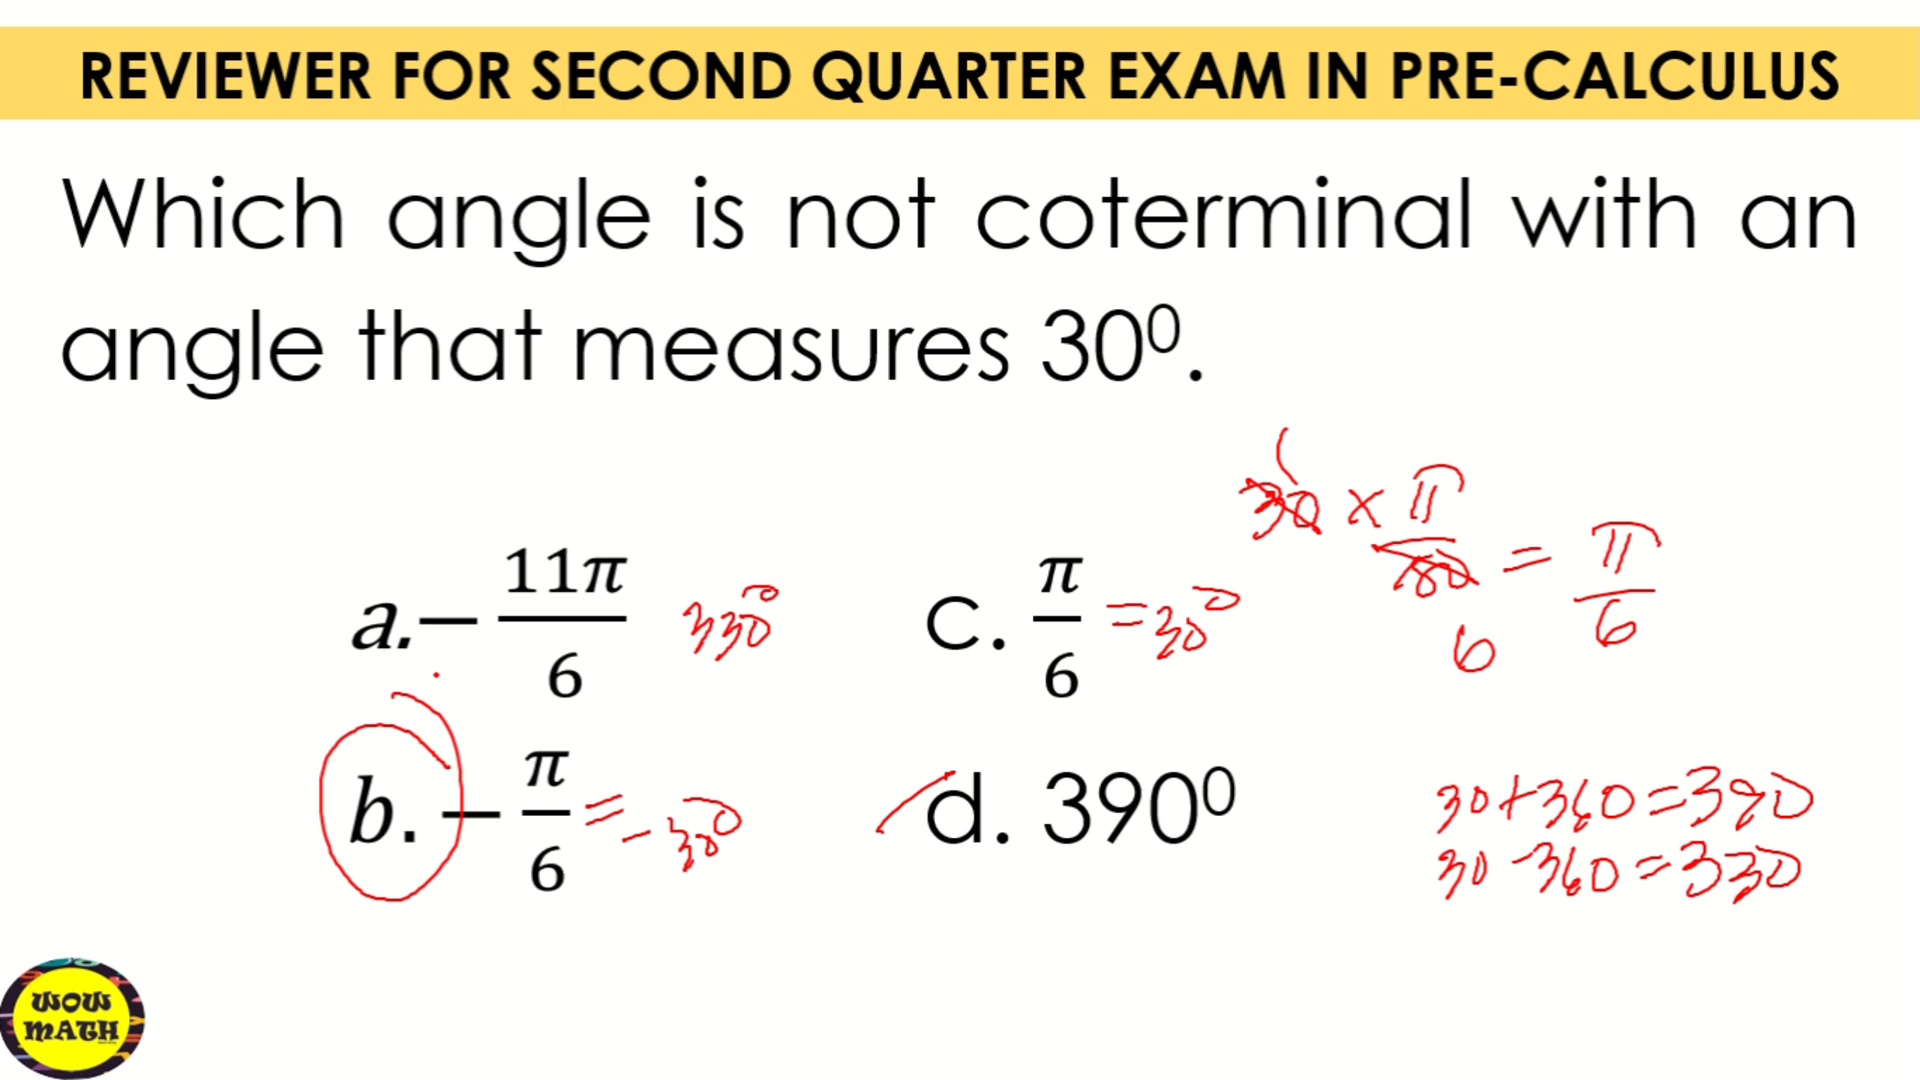 REVIEWER FOR SECOND QUARTER EXAM IN PRE-CALCULUS
Which angle is not coterminal with an
angle that measures 30⁰.
30 × π/180 = π/6
6
a. − 11π/6 330°
c. π/6 = 30°
b. − π/6 = −30°
d. 390⁰
30+360=390
30−360=330
WOW
MATH